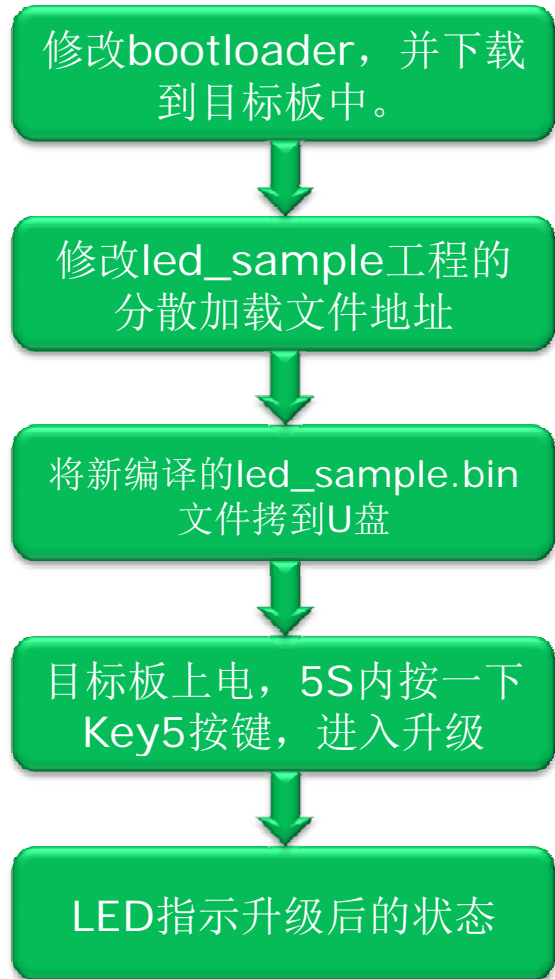 修改bootloader，并下载
到目标板中。
修改led_sample工程的
分散加载文件地址
将新编译的led_sample.bin
文件拷到U盘
目标板上电，5S内按一下
Key5按键，进入升级
LED指示升级后的状态